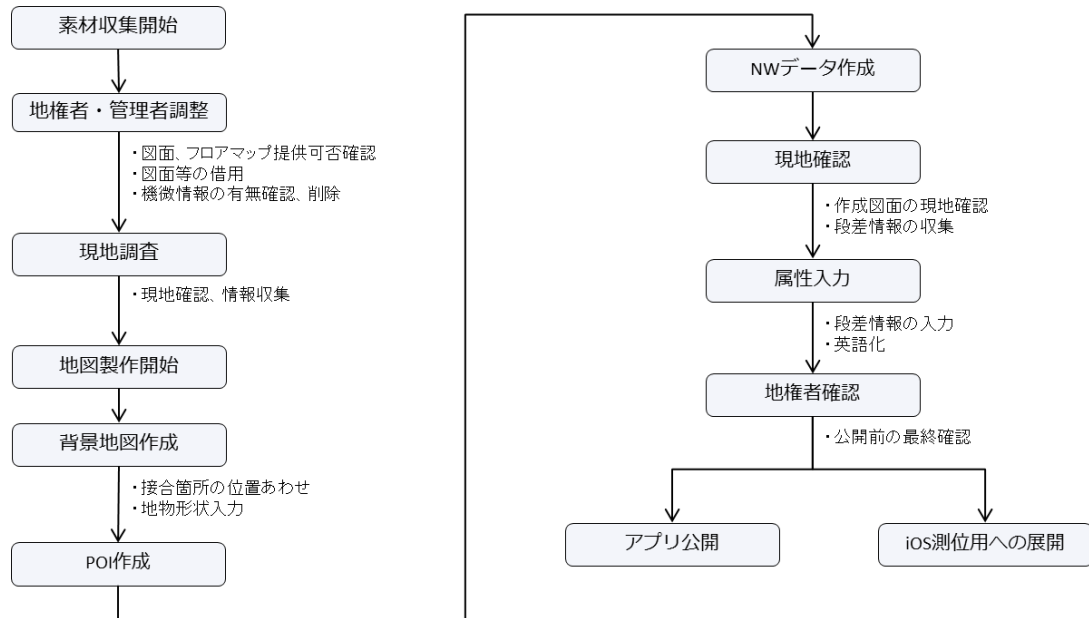 素材収集開始
地権者・管理者調整
・図面、フロアマップ提供可否確認
・図面等の借用
・機微情報の有無確認、削除
現地調査
・現地確認、情報収集
地図製作開始
背景地図作成
・接合箇所の位置あわせ
・地物形状入力
POI作成
NWデータ作成
現地確認
・作成図面の現地確認
・段差情報の収集
属性入力
・段差情報の入力
・英語化
地権者確認
・公開前の最終確認
アプリ公開
iOS測位用への展開